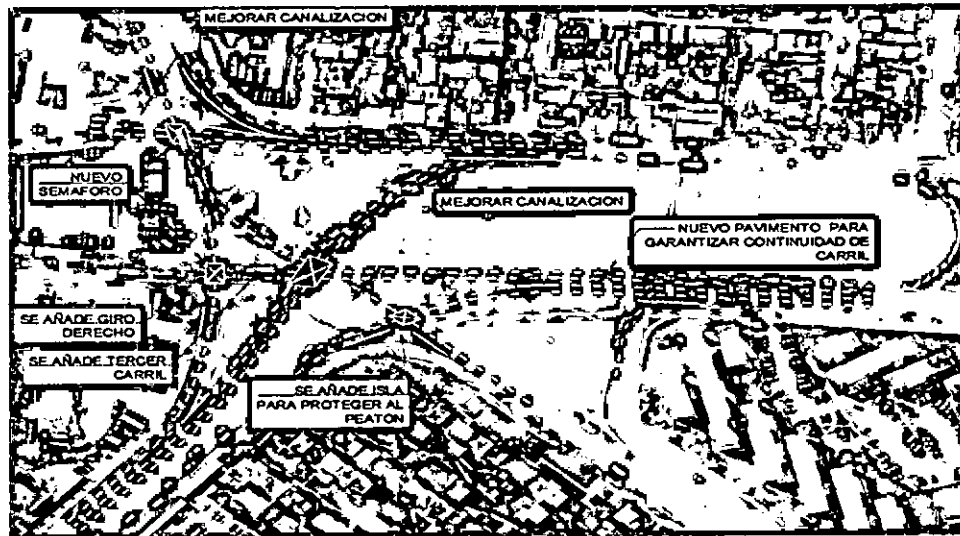 MEJORAR CANALIZACION
NUEVO
SEMAFORO
MEJORAR CANALIZACION
NUEVO PAVIMENTO PARA
GARANTIZAR CONTINUIDAD DE
CARRIL
SE AÑADE GIRO
DERECHO
SE AÑADE TERCER
CARRIL
SE AÑADE ISLA
PARA PROTEGER AL
PEATON